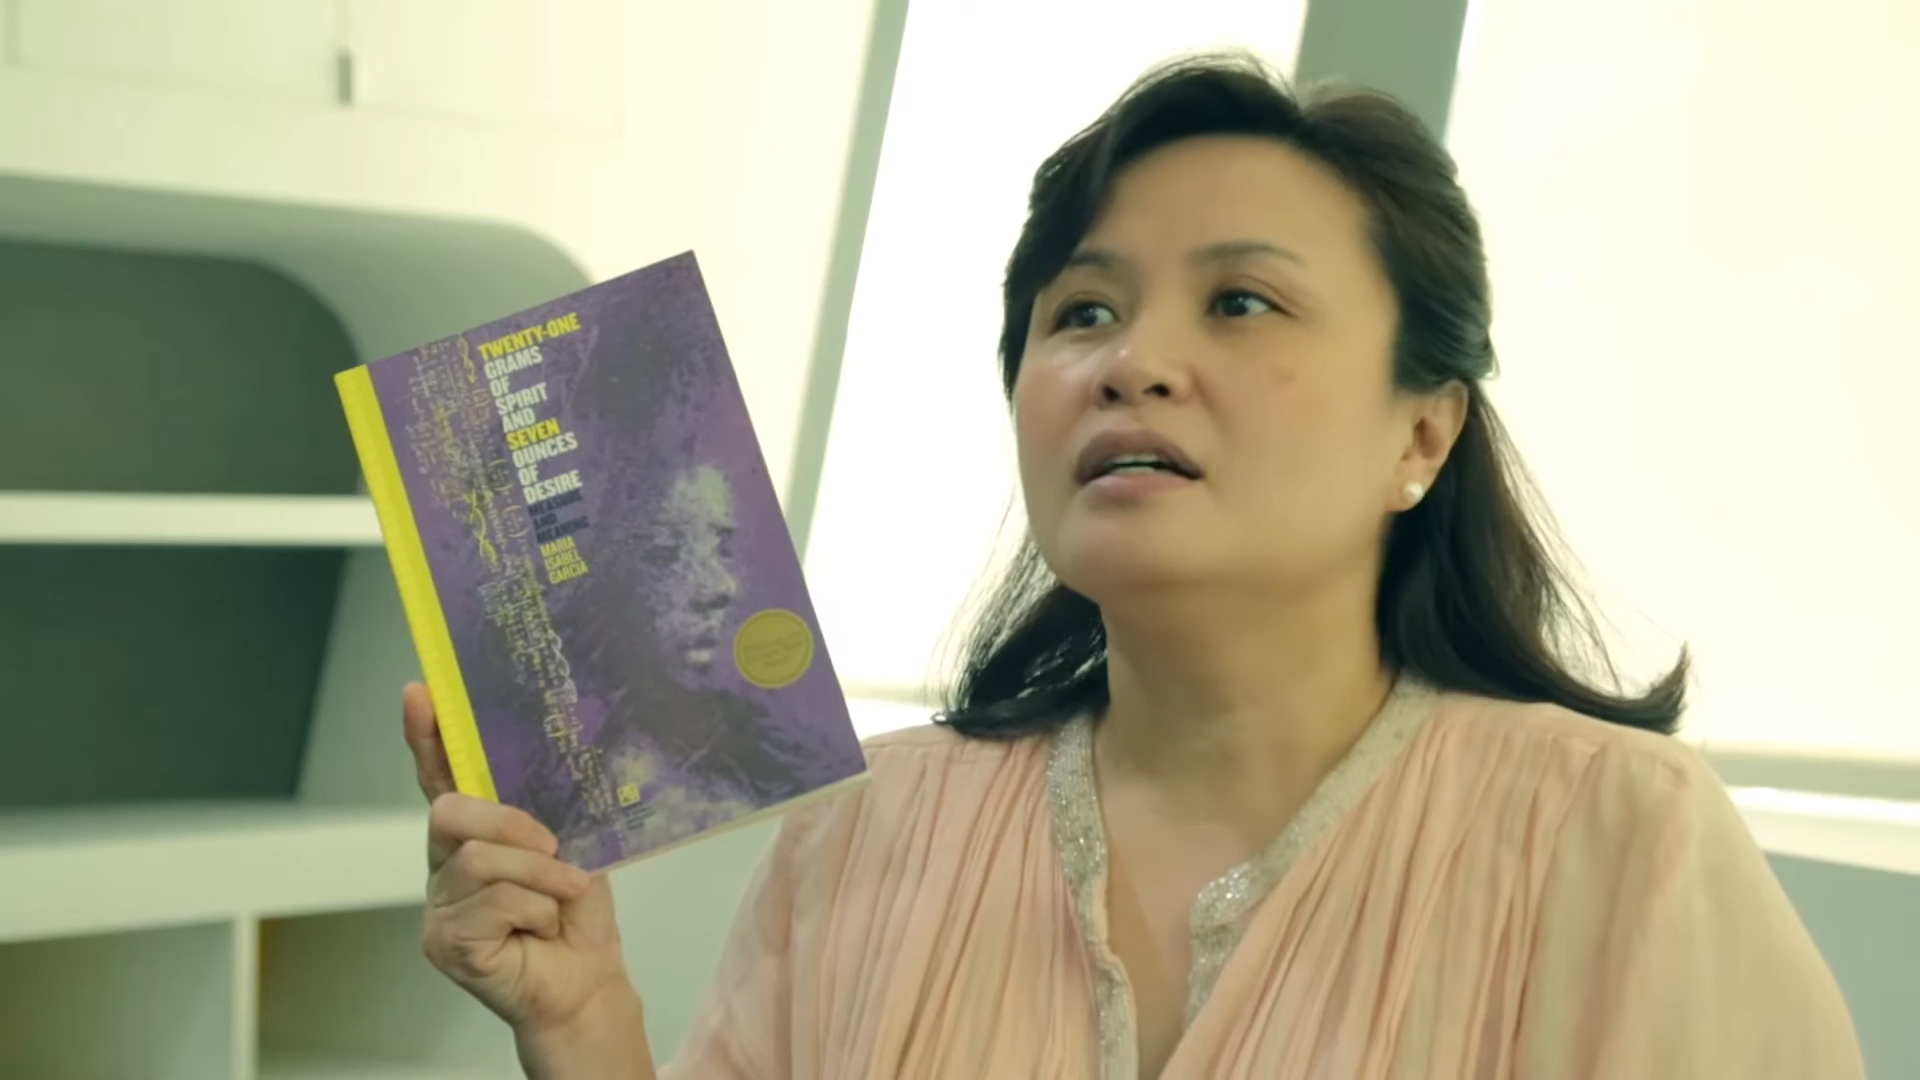 TWENTY-ONE
GRAMS
OF
SPIRIT
AND
SEVEN
OUNCES
OF
DESIRE
MEASURE
AND
MEANING
MARIA
ISABEL
GARCIA